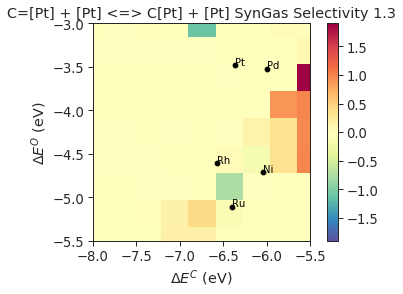 C=[Pt] + [Pt] <=> C[Pt] + [Pt] SynGas Selectivity 1.3
−3.0
−3.5
−4.0
−4.5
−5.0
−5.5
ΔE^O (eV)
Pt
Pd
Rh
Ni
Ru
−8.0 −7.5 −7.0 −6.5 −6.0 −5.5
ΔE^C (eV)
1.5
1.0
0.5
0.0
−0.5
−1.0
−1.5